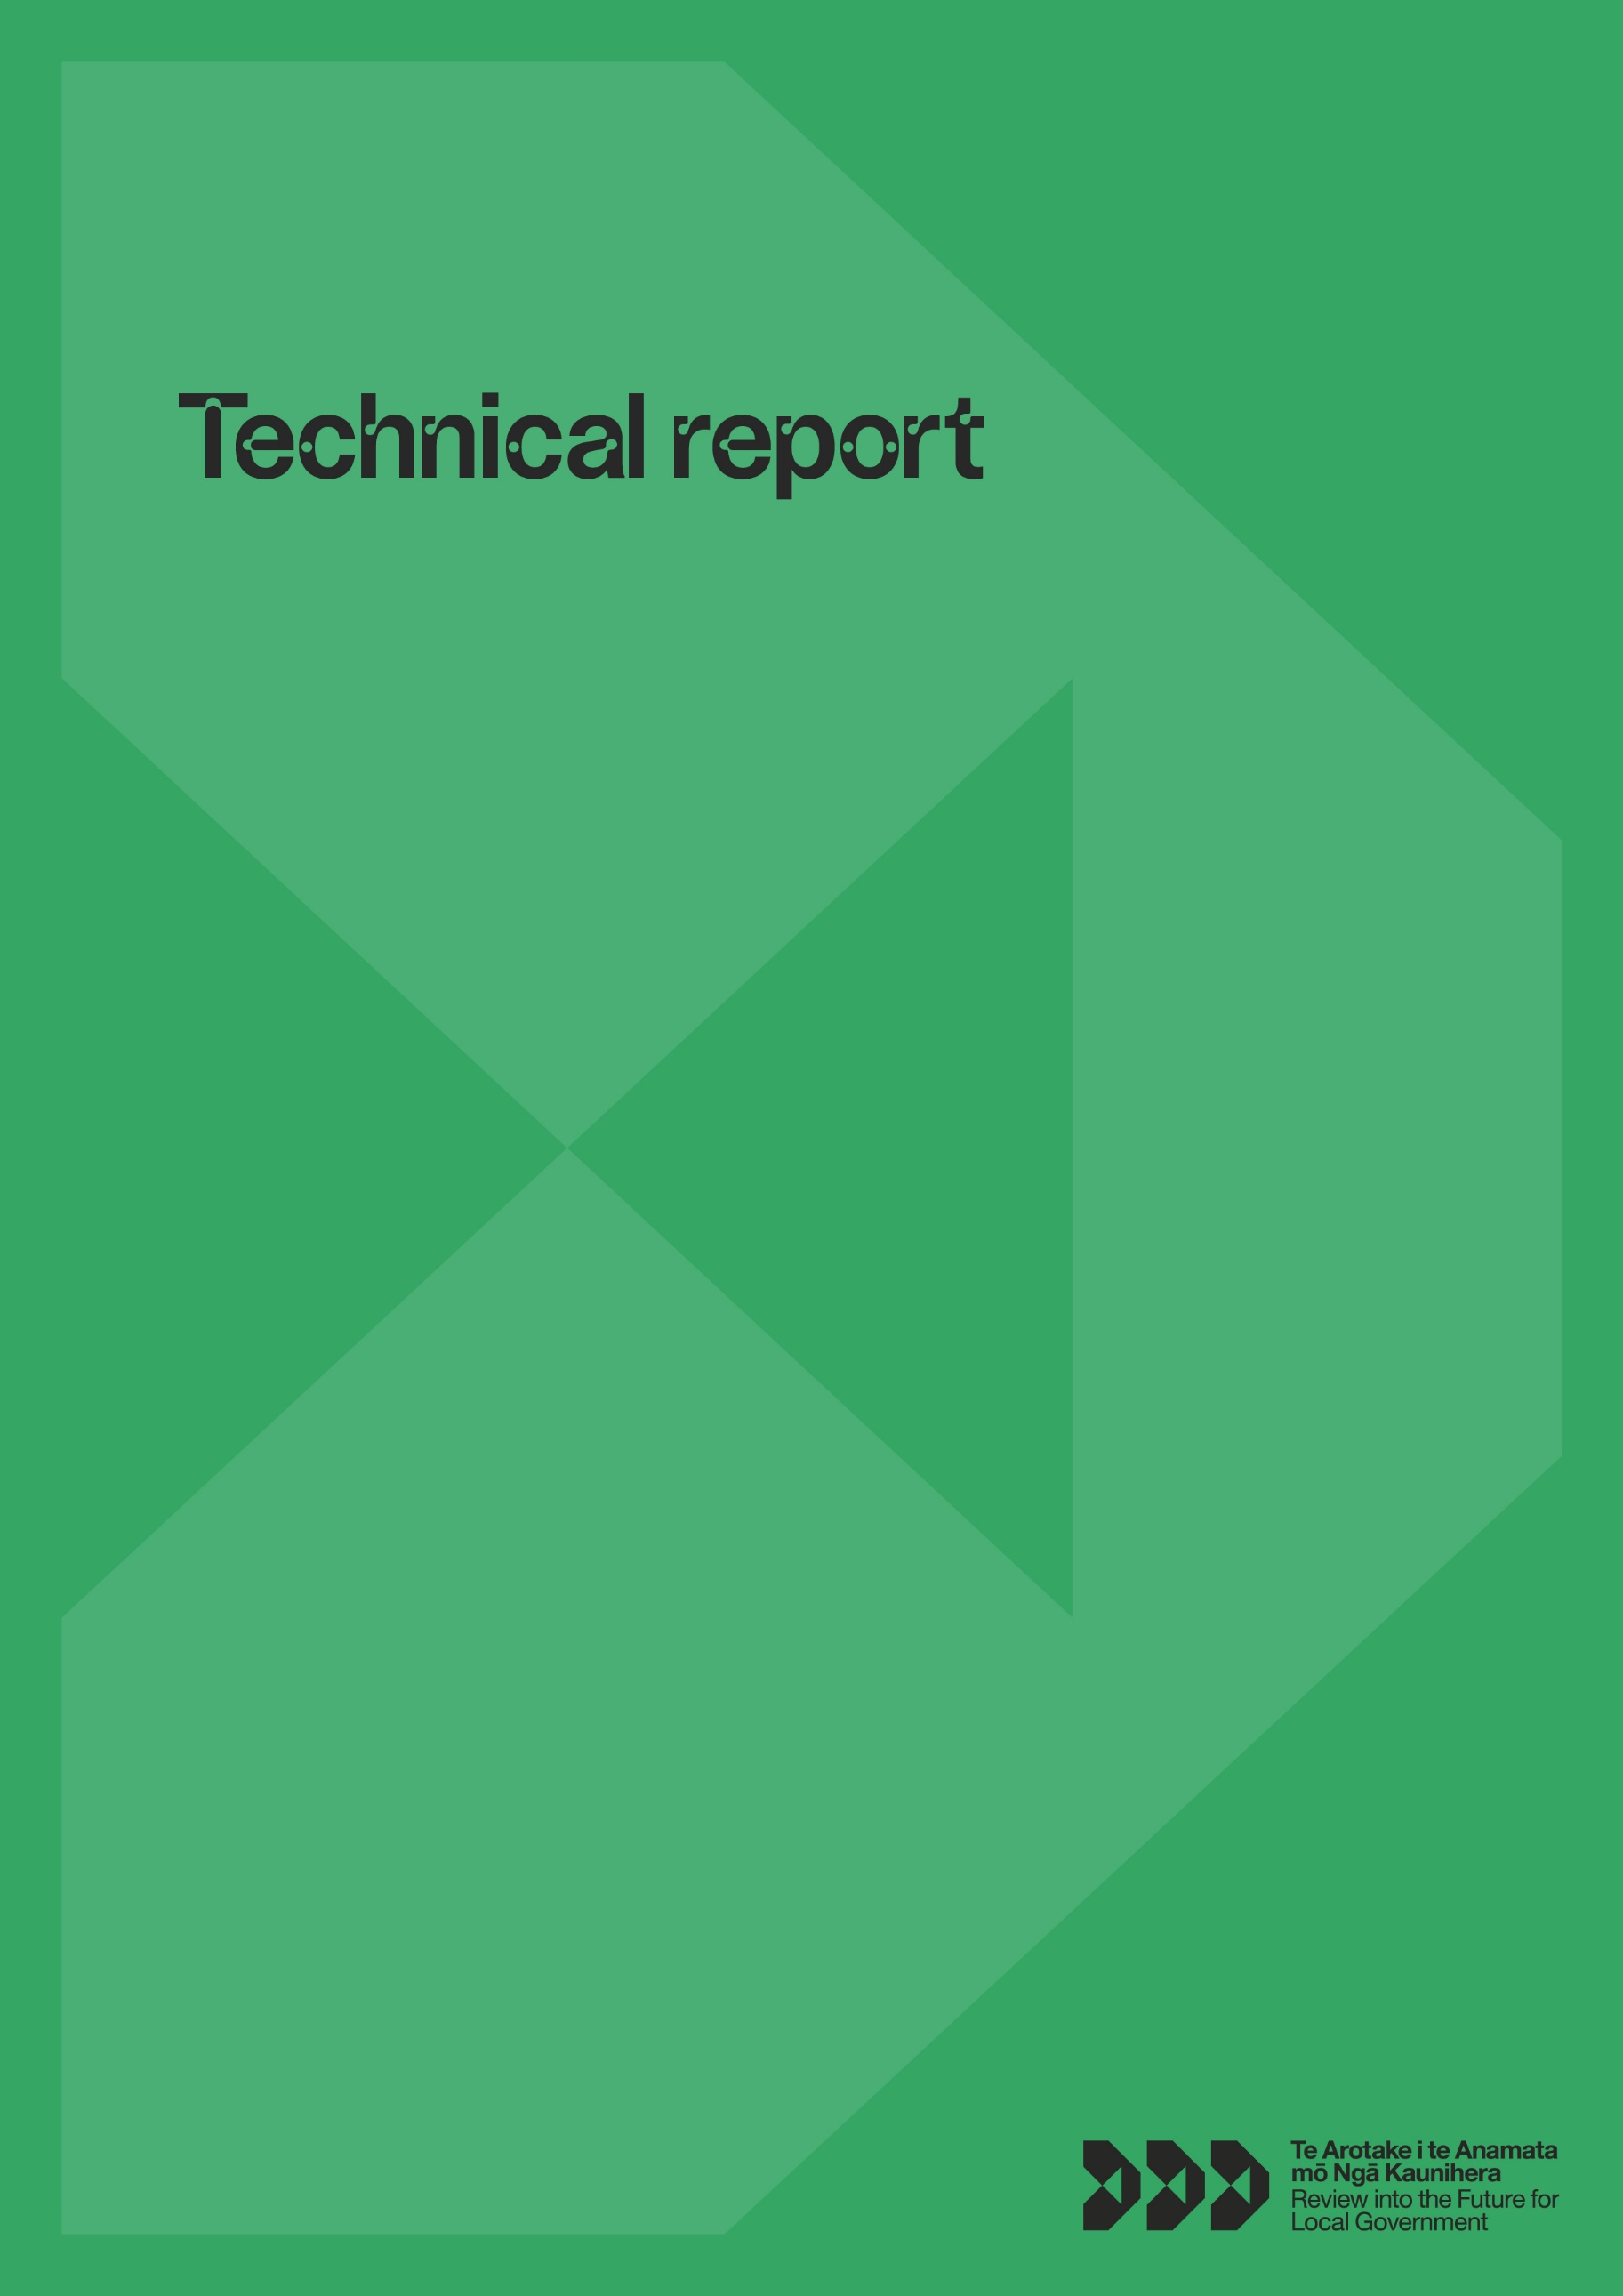 Technical report
Te Arotake i te Anamata
mō Ngā Kaunihera
Review into the Future for
Local Government